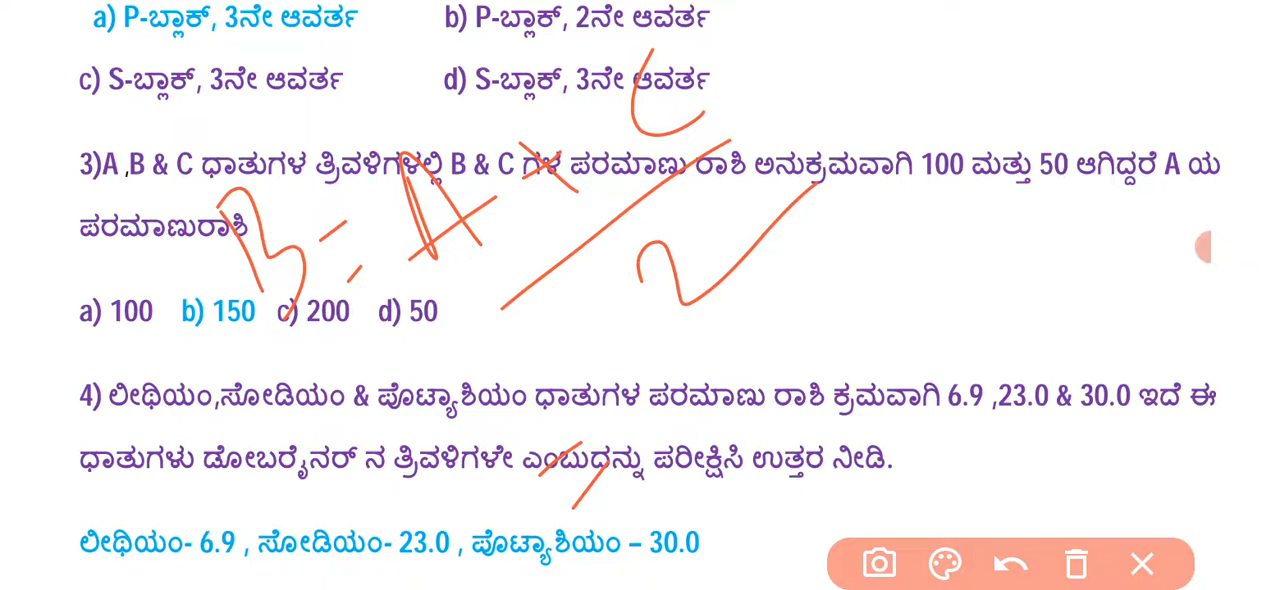 a) P-ಬ್ಲಾಕ್, 3ನೇ ಆವರ್ತ b) P-ಬ್ಲಾಕ್, 2ನೇ ಆವರ್ತ
c) S-ಬ್ಲಾಕ್, 3ನೇ ಆವರ್ತ d) S-ಬ್ಲಾಕ್, 3ನೇ ಆವರ್ತ
3)A ,B & C ಧಾತುಗಳ ತ್ರಿವಳಿಗಳಲ್ಲಿ B & C ಗಳ ಪರಮಾಣು ರಾಶಿ ಅನುಕ್ರಮವಾಗಿ 100 ಮತ್ತು 50 ಆಗಿದ್ದರೆ A ಯ
ಪರಮಾಣುರಾಶಿ
B = A + C
2
a) 100 b) 150 c) 200 d) 50
4) ಲೀಥಿಯಂ,ಸೋಡಿಯಂ & ಪೊಟ್ಯಾಶಿಯಂ ಧಾತುಗಳ ಪರಮಾಣು ರಾಶಿ ಕ್ರಮವಾಗಿ 6.9 ,23.0 & 30.0 ಇದೆ ಈ
ಧಾತುಗಳು ಡೋಬರೈನರ್ ನ ತ್ರಿವಳಿಗಳೇ ಎಂಬುದನ್ನು ಪರೀಕ್ಷಿಸಿ ಉತ್ತರ ನೀಡಿ.
ಲೀಥಿಯಂ- 6.9 , ಸೋಡಿಯಂ- 23.0 , ಪೊಟ್ಯಾಶಿಯಂ – 30.0